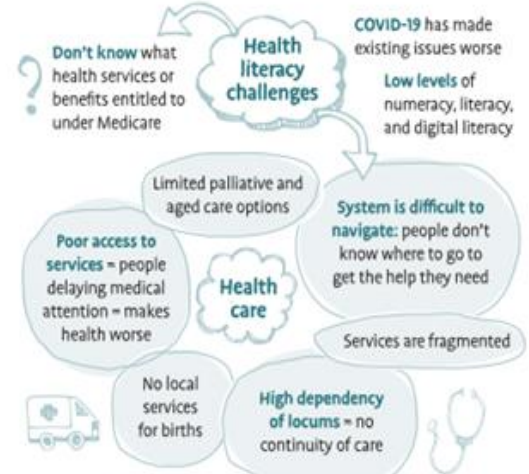 Health
literacy
challenges
Don't know what
health services or
benefits entitled to
under Medicare
?
COVID-19 has made
existing issues worse
Low levels of
numeracy, literacy,
and digital literacy
Limited palliative and
aged care options
System is difficult to
navigate: people don't
know where to go to
get the help they need
Poor access to
services = people
delaying medical
attention = makes
health worse
Health
care
Services are fragmented
No local
services
for births
High dependency
of locums = no
continuity of care